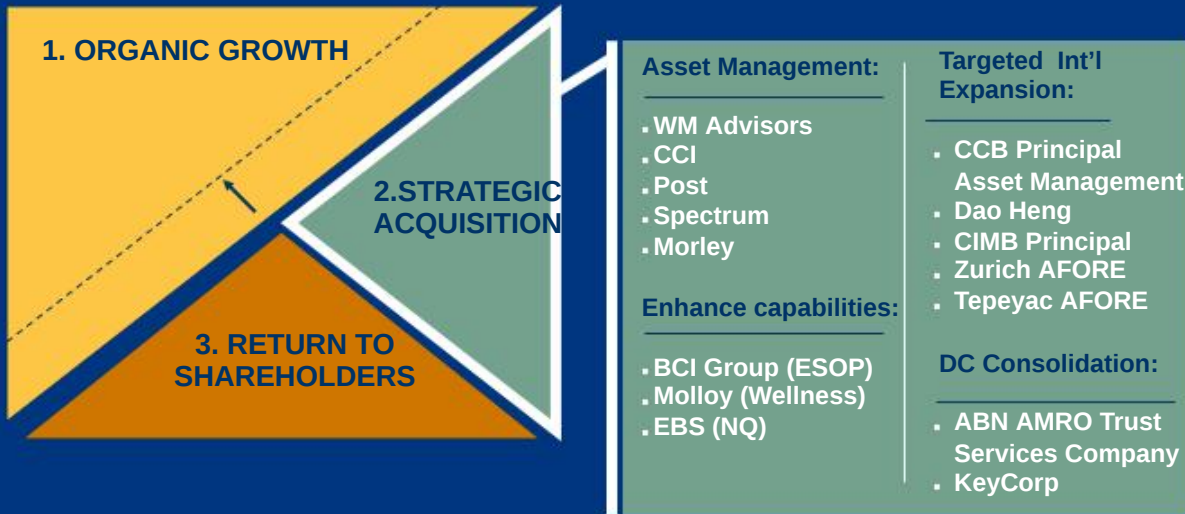 1. ORGANIC GROWTH
2.STRATEGIC
ACQUISITION
3. RETURN TO
SHAREHOLDERS
Asset Management:
▪ WM Advisors
▪ CCI
▪ Post
▪ Spectrum
▪ Morley
Enhance capabilities:
▪ BCI Group (ESOP)
▪ Molloy (Wellness)
▪ EBS (NQ)
Targeted Int’l
Expansion:
▪ CCB Principal
Asset Management
▪ Dao Heng
▪ CIMB Principal
▪ Zurich AFORE
▪ Tepeyac AFORE
DC Consolidation:
▪ ABN AMRO Trust
Services Company
▪ KeyCorp